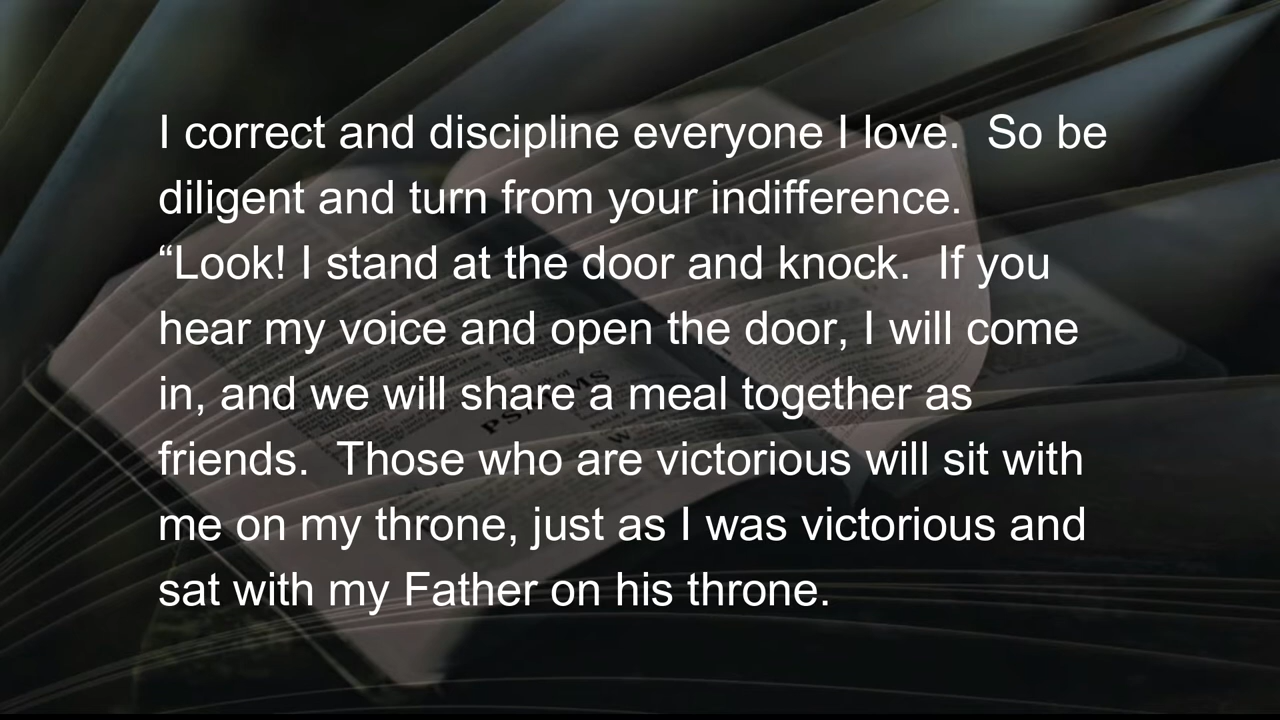 I correct and discipline everyone I love.  So be
diligent and turn from your indifference.
“Look! I stand at the door and knock.  If you
hear my voice and open the door, I will come
in, and we will share a meal together as
friends.  Those who are victorious will sit with
me on my throne, just as I was victorious and
sat with my Father on his throne.
PSALMS